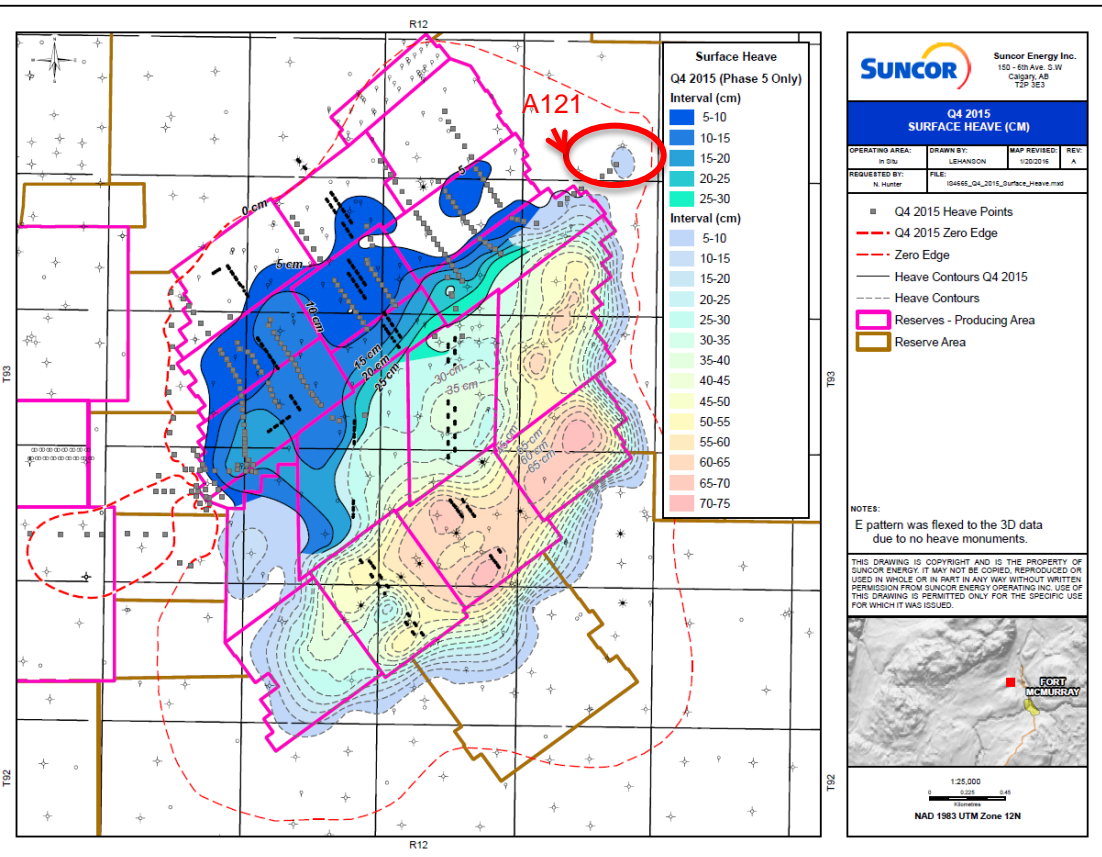 R12
Surface Heave
Q4 2015 (Phase 5 Only)
Interval (cm)
5-10
10-15
15-20
20-25
25-30
Interval (cm)
5-10
10-15
15-20
20-25
25-30
30-35
35-40
40-45
45-50
50-55
55-60
60-65
65-70
70-75
A121
5
0 cm
5 cm
10 cm
15 cm
20 cm
25 cm
30 cm
35 cm
45 cm
55 cm
60 cm
65 cm
T93
T93
T92
T92
R12
SUNCOR
Suncor Energy Inc.
150 - 6th Ave. S.W
Calgary, AB
T2P 3E3
Q4 2015
SURFACE HEAVE (CM)
OPERATING AREA:
In Situ
DRAWN BY:
LEHANSON
MAP REVISED:
1/20/2016
REV:
A
REQUESTED BY:
N. Hunter
FILE:
IS4565_Q4_2015_Surface_Heave.mxd
Q4 2015 Heave Points
Q4 2015 Zero Edge
Zero Edge
Heave Contours Q4 2015
Heave Contours
Reserves - Producing Area
Reserve Area
NOTES:
E pattern was flexed to the 3D data
due to no heave monuments.
THIS DRAWING IS COPYRIGHT AND IS THE PROPERTY OF
SUNCOR ENERGY. IT MAY NOT BE COPIED, REPRODUCED OR
USED IN WHOLE OR IN PART IN ANY WAY WITHOUT WRITTEN
PERMISSION FROM SUNCOR ENERGY OPERATING INC. USE OF
THIS DRAWING IS PERMITTED ONLY FOR THE SPECIFIC USE
FOR WHICH IT WAS ISSUED.
FORT
MCMURRAY
1:25,000
0 0.225 0.45
Kilometres
NAD 1983 UTM Zone 12N